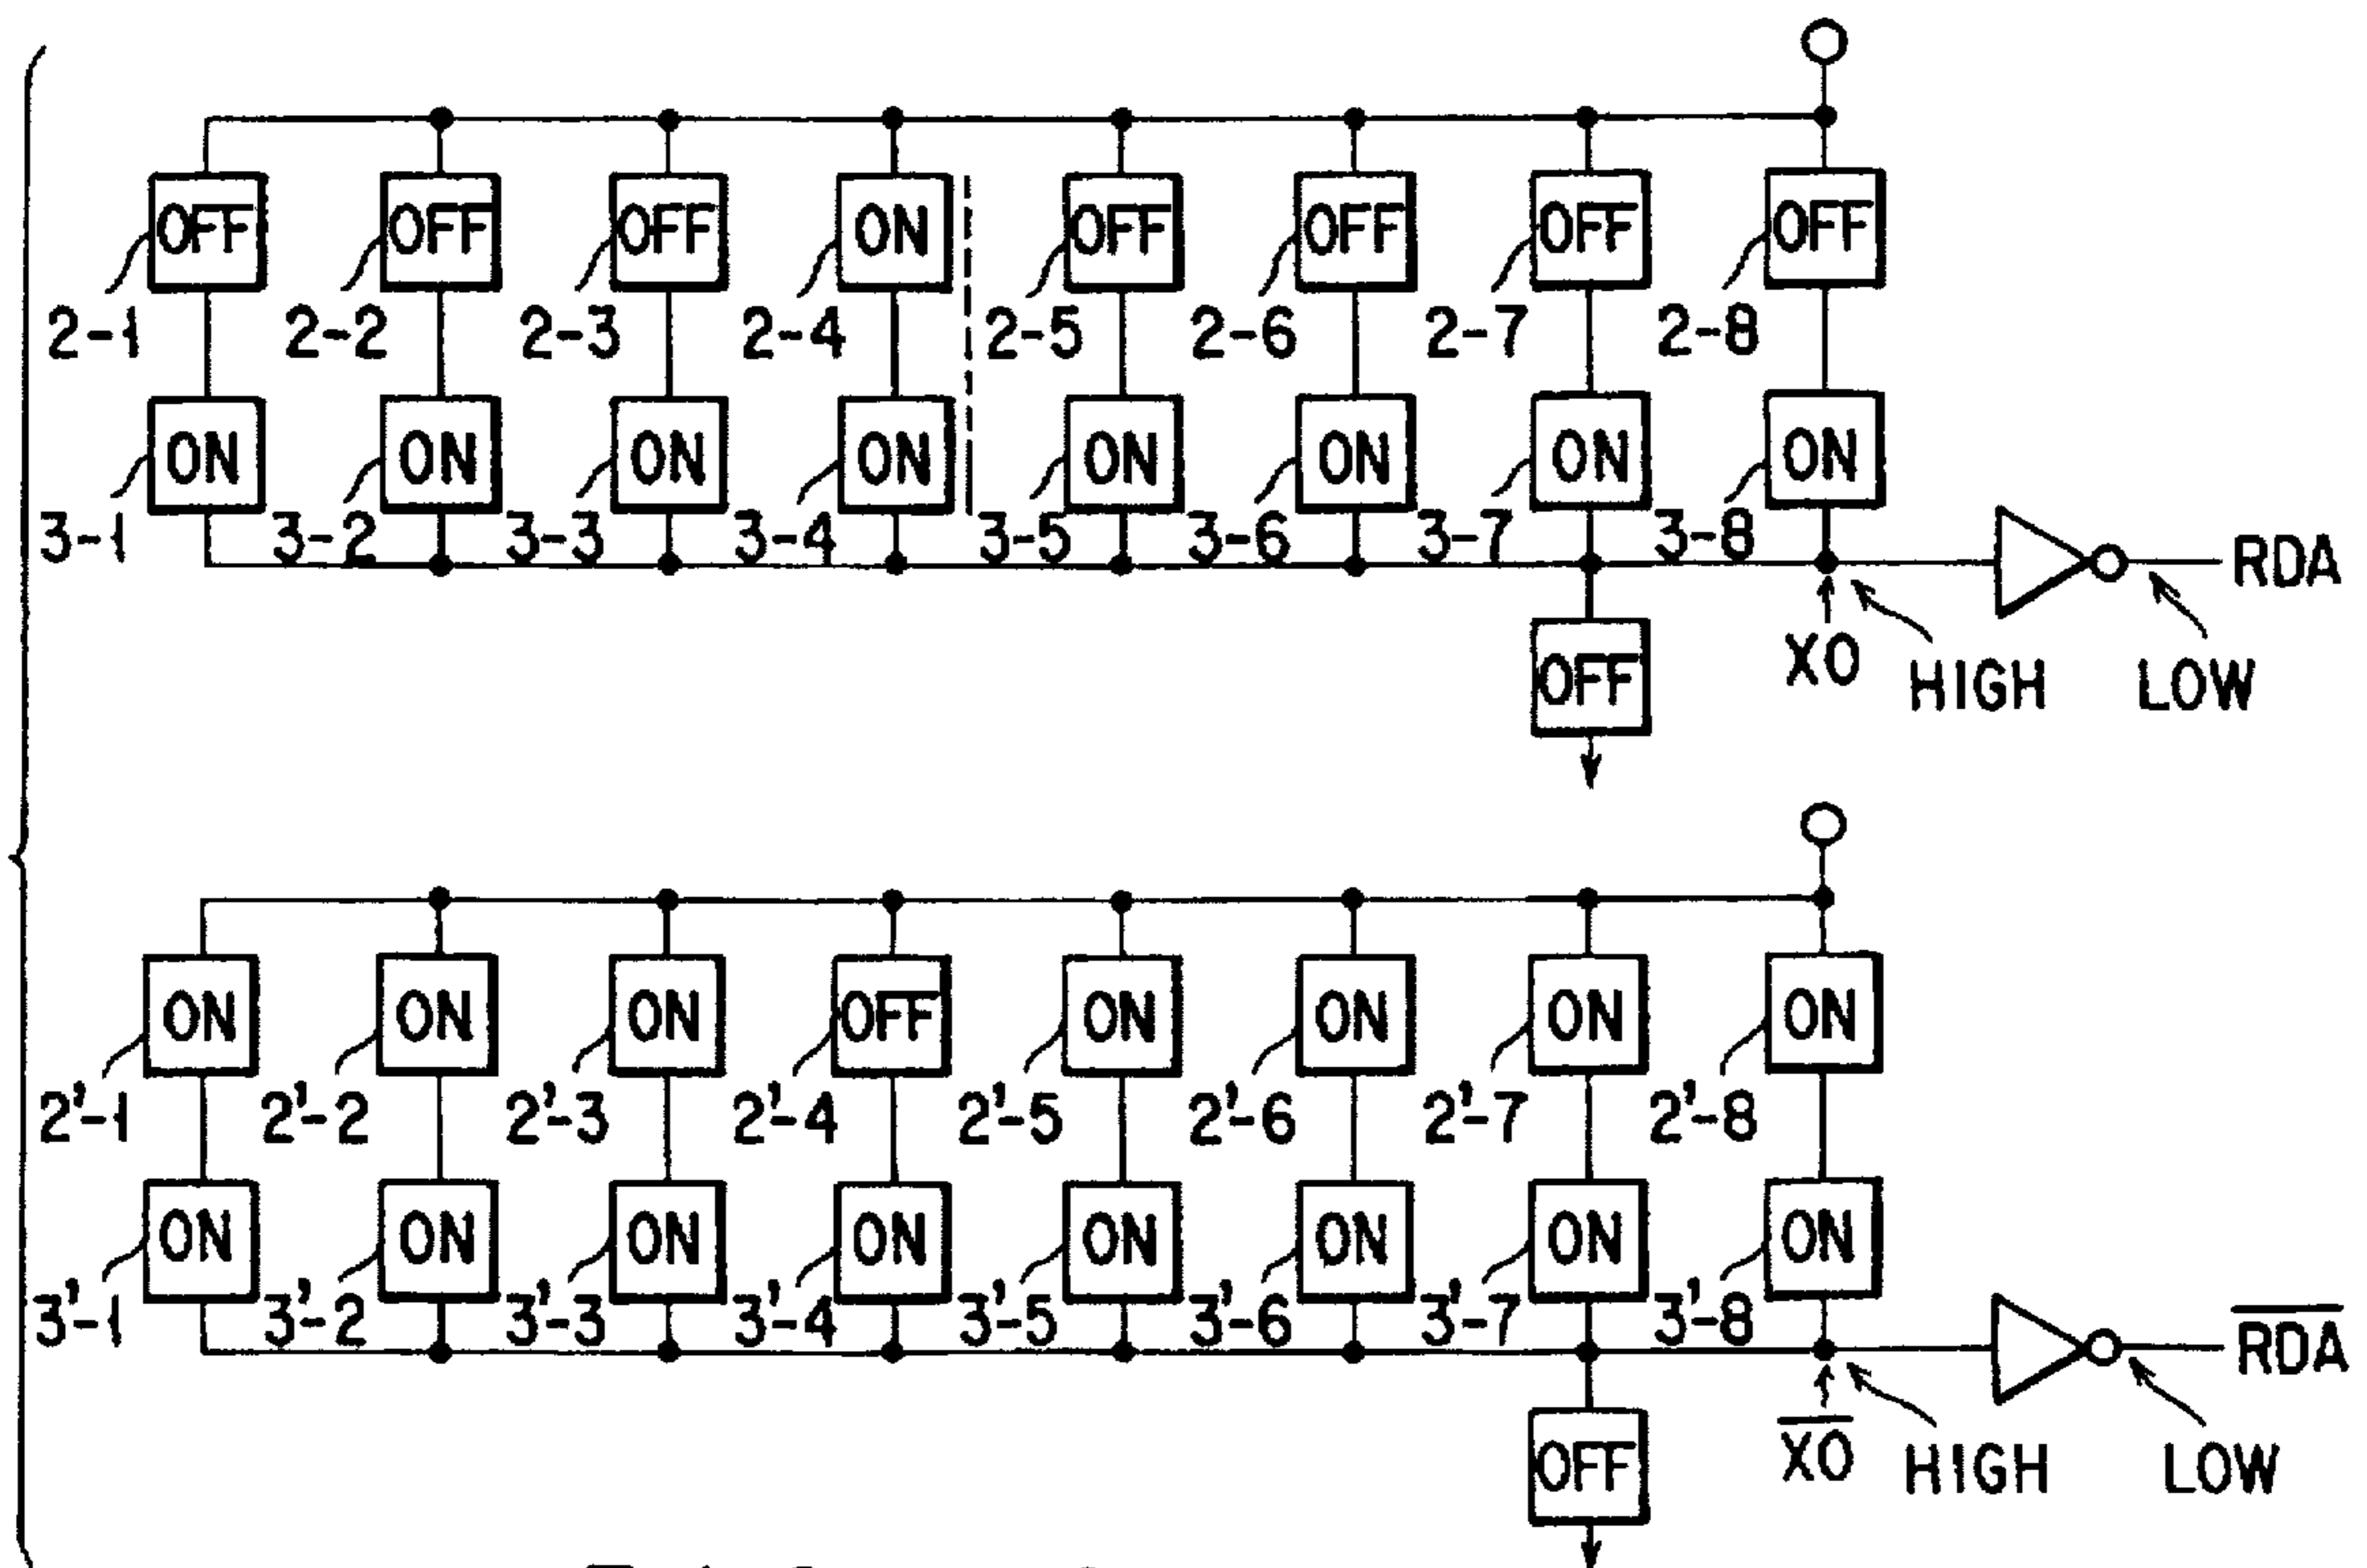 OFF OFF OFF ON OFF OFF OFF OFF
2-1 2-2 2-3 2-4 2-5 2-6 2-7 2-8
ON ON ON ON ON ON ON ON
3-1 3-2 3-3 3-4 3-5 3-6 3-7 3-8 RDA
OFF XO HIGH LOW
ON ON ON OFF ON ON ON ON
2'-1 2'-2 2'-3 2'-4 2'-5 2'-6 2'-7 2'-8
ON ON ON ON ON ON ON ON
3'-1 3'-2 3'-3 3'-4 3'-5 3'-6 3'-7 3'-8 R̅D̅A̅
OFF X̅O̅ HIGH LOW